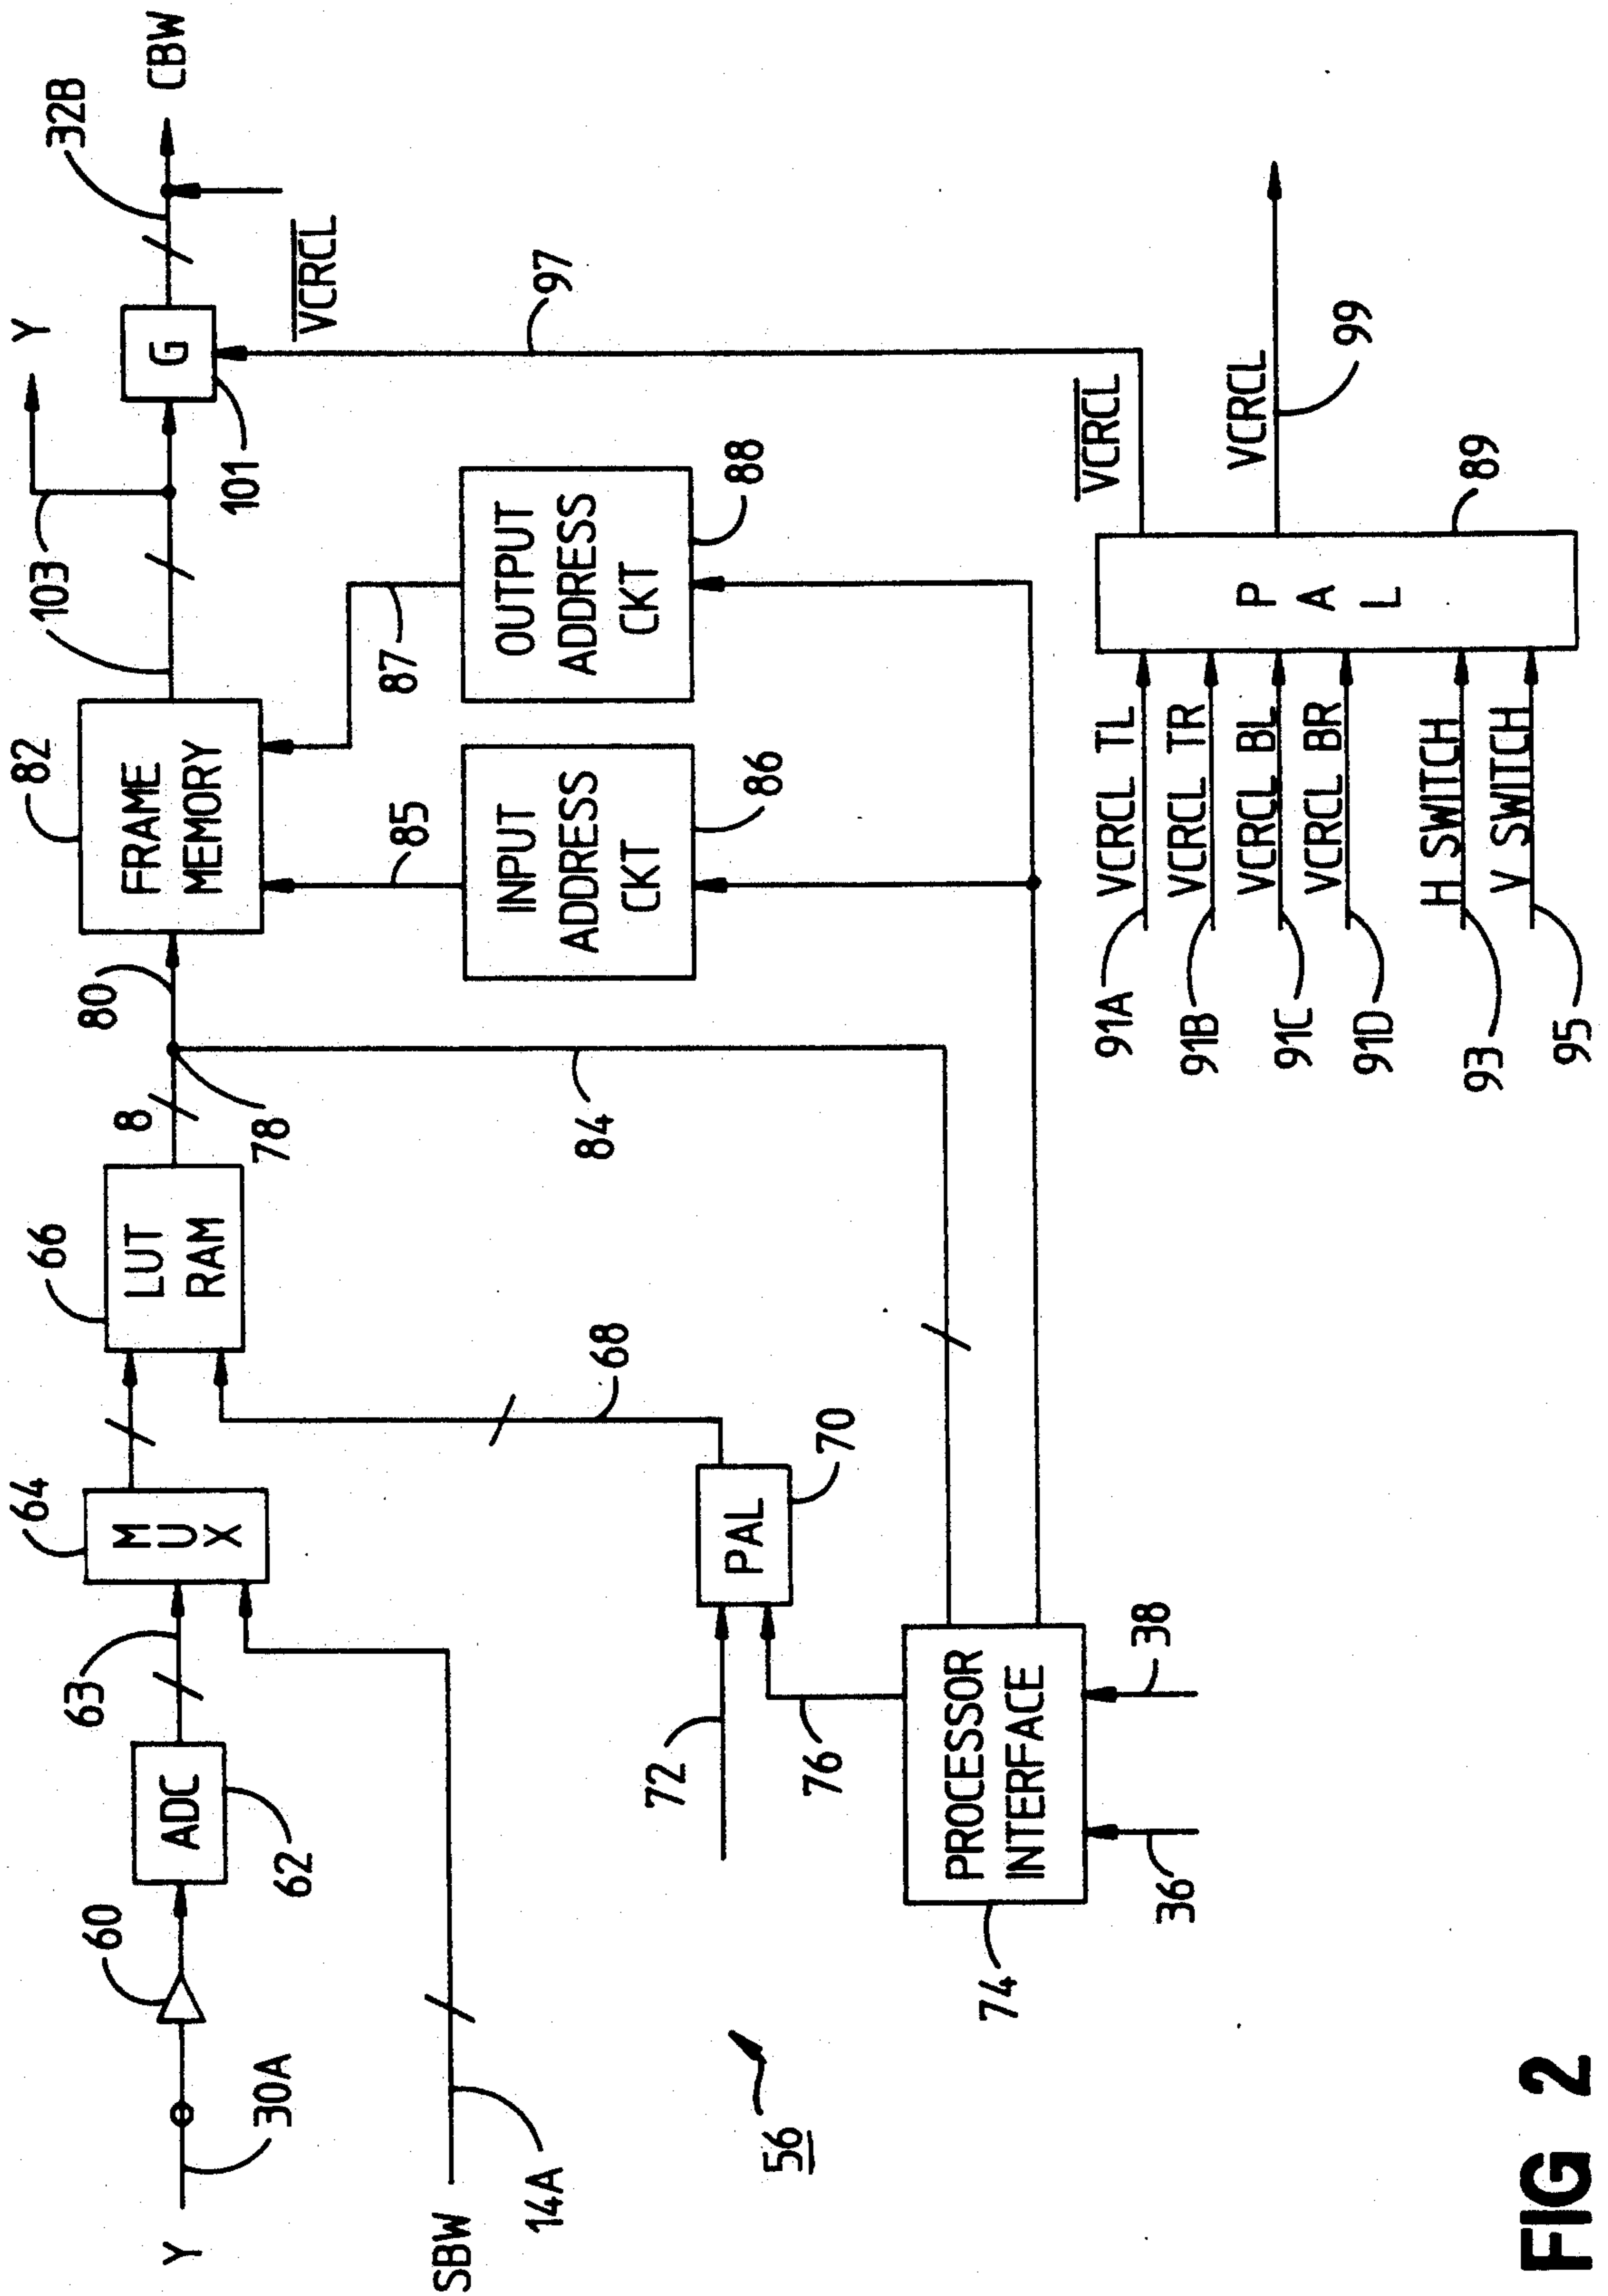 Y
30A
60
ADC
62
63
MUX
64
SBW
14A
LUT
RAM
66
8
78
80
FRAME
MEMORY
82
103
Y
G
101
32B
CBW
VCRCL
97
68
PAL
70
72
76
84
INPUT
ADDRESS
CKT
86
85
OUTPUT
ADDRESS
CKT
88
87
PROCESSOR
INTERFACE
74
36
38
56
VCRCL TL
91A
VCRCL TR
91B
VCRCL BL
91C
VCRCL BR
91D
H SWITCH
93
V SWITCH
95
PAL
89
VCRCL
VCRCL
99
FIG 2